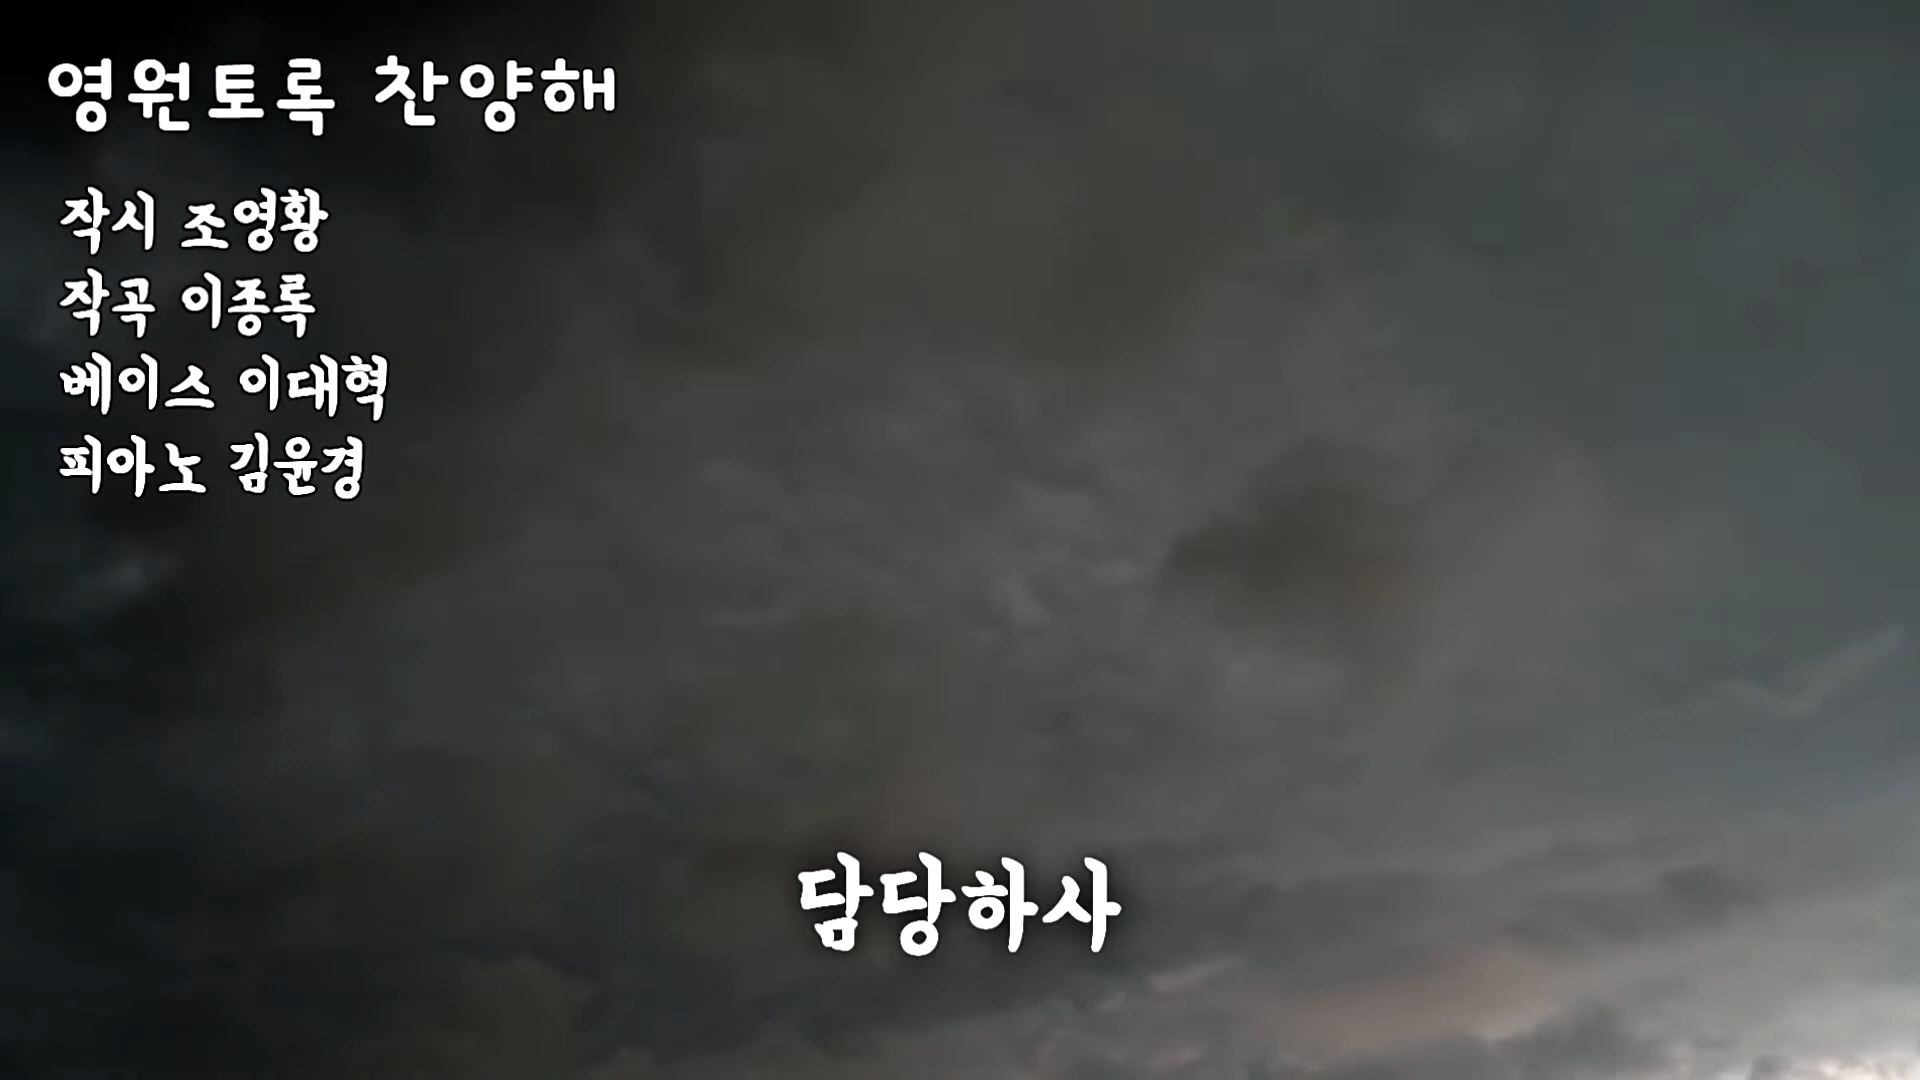 영원토록 찬양해
작시 조영황
작곡 이종록
베이스 이대혁
피아노 김윤경
담당하사